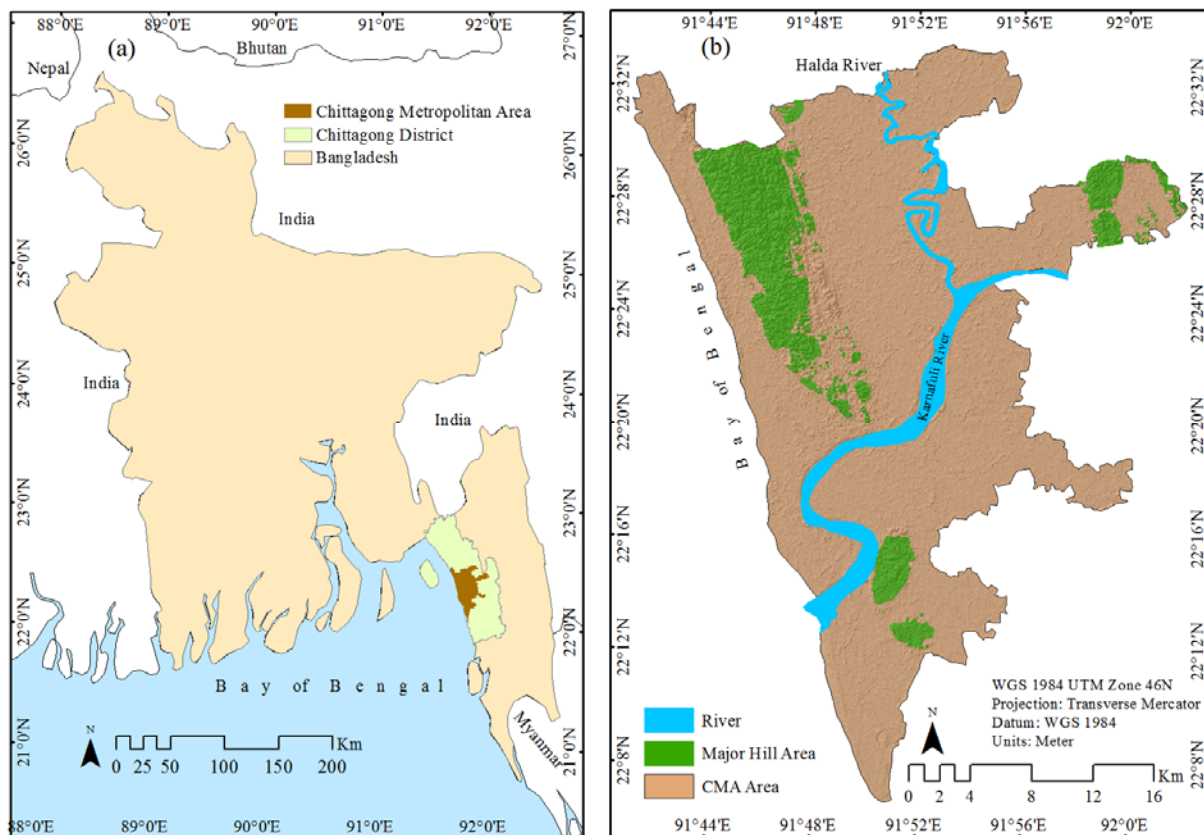 88°0'E 89°0'E 90°0'E 91°0'E 92°0'E
(a)
Bhutan
Nepal
Chittagong Metropolitan Area
Chittagong District
Bangladesh
India
India
India
Bay of Bengal
Myanmar
N
Km
0 25 50 100 150 200
27°0'N
26°0'N 26°0'N
25°0'N 25°0'N
24°0'N 24°0'N
23°0'N 23°0'N
22°0'N 22°0'N
21°0'N 21°0'N
88°0'E 89°0'E 90°0'E 91°0'E 92°0'E
91°44'E 91°48'E 91°52'E 91°56'E 92°0'E
(b)
Halda River
Bay of Bengal
Karnafuli River
22°32'N 22°32'N
22°28'N 22°28'N
22°24'N 22°24'N
22°20'N 22°20'N
22°16'N 22°16'N
22°12'N 22°12'N
22°8'N 22°8'N
WGS 1984 UTM Zone 46N
Projection: Transverse Mercator
Datum: WGS 1984
Units: Meter
N
River
Major Hill Area
CMA Area
Km
0 2 4 8 12 16
91°44'E 91°48'E 91°52'E 91°56'E 92°0'E